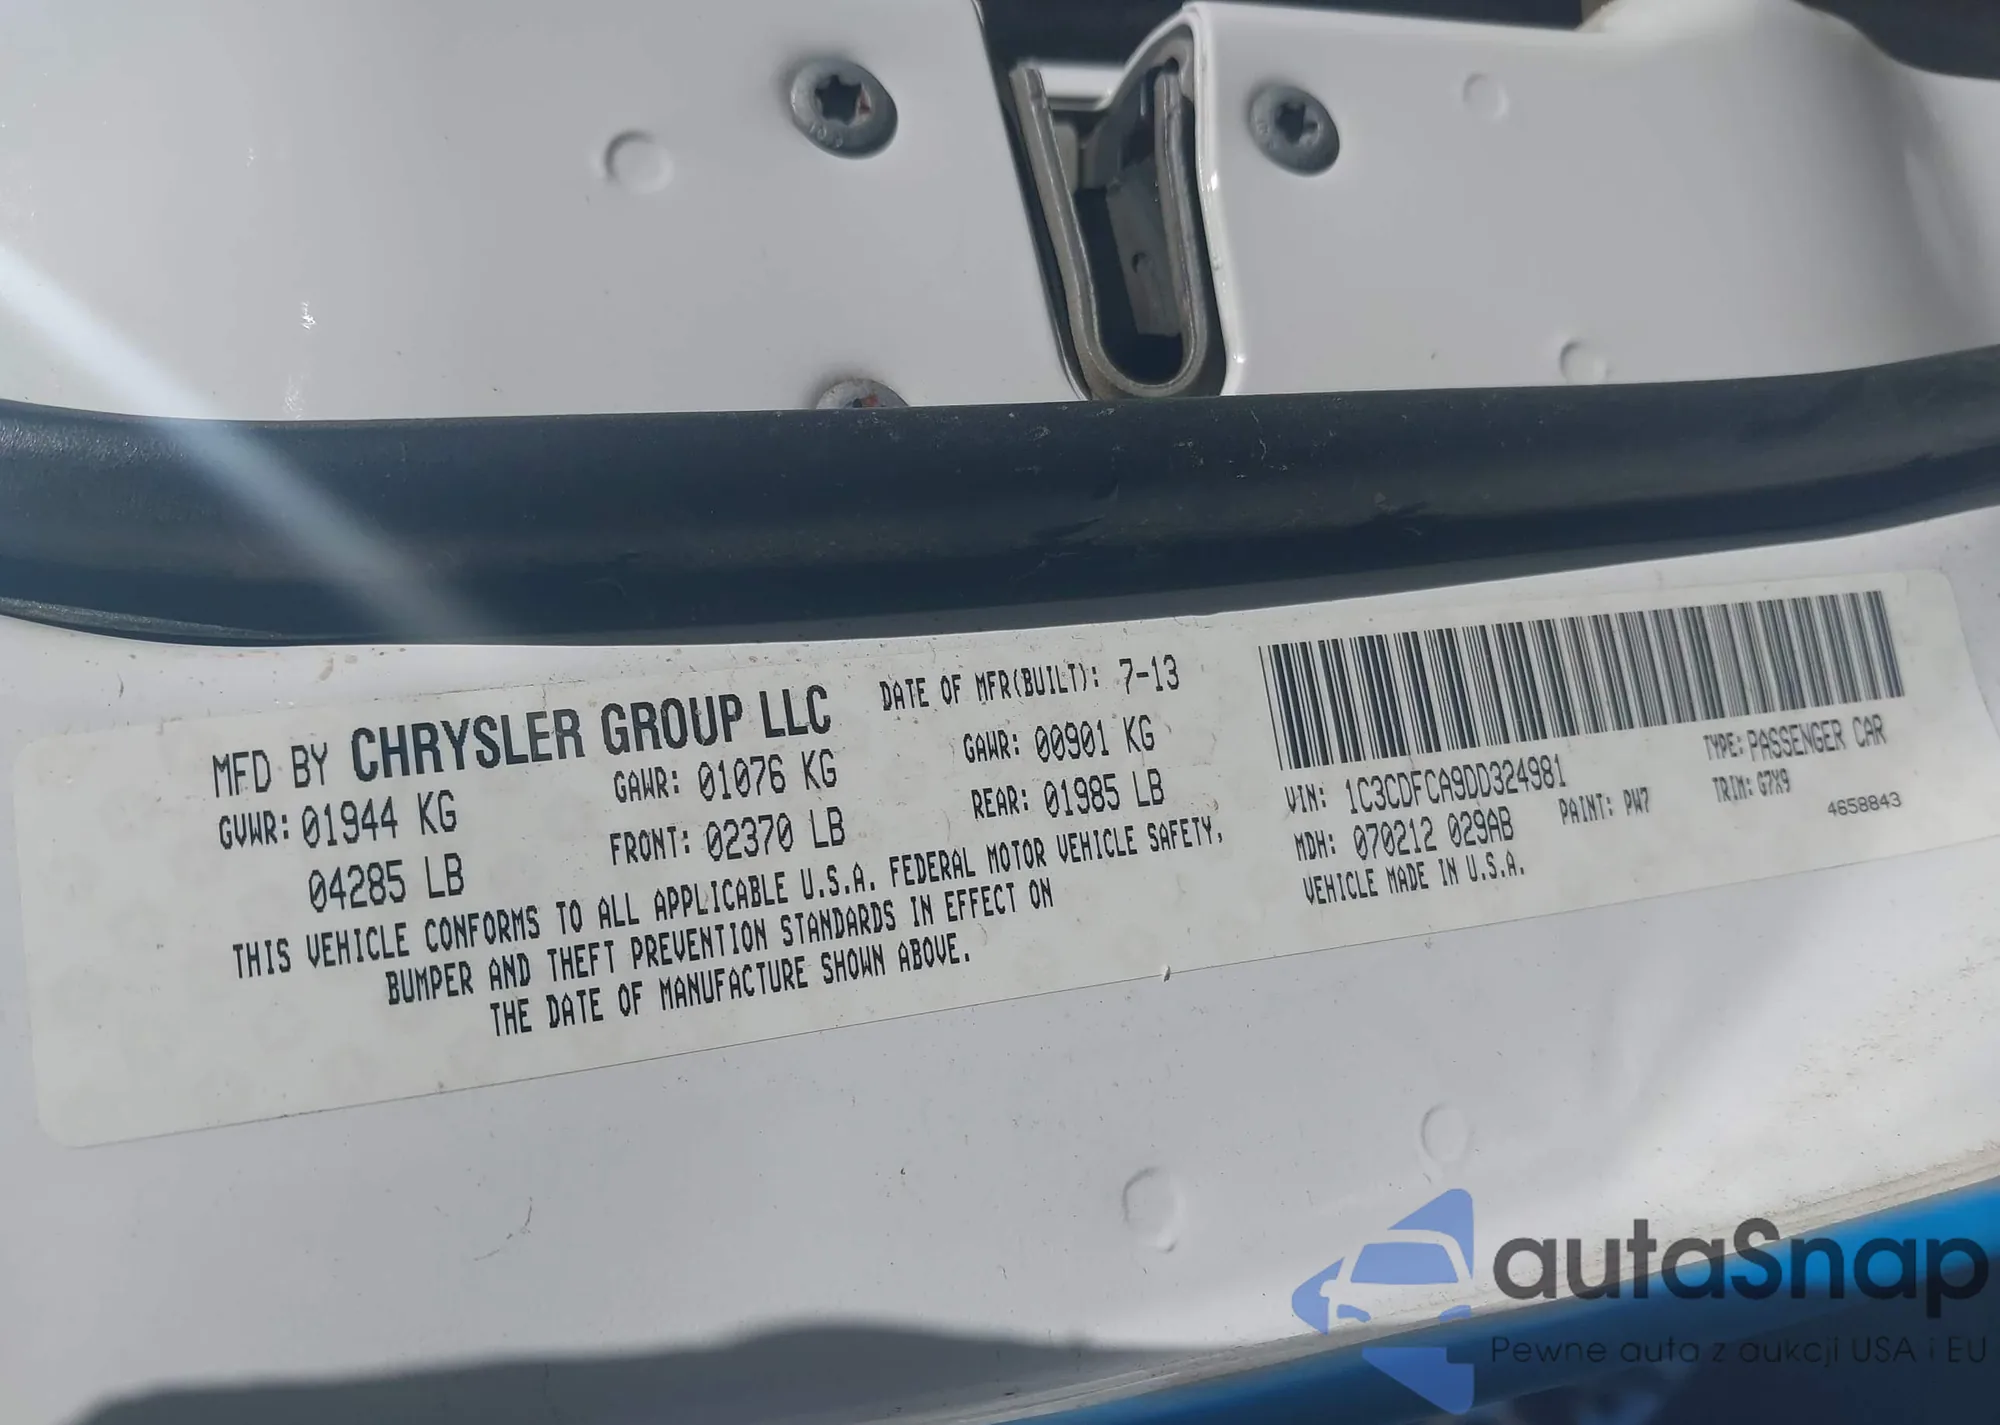 MFD BY CHRYSLER GROUP LLC DATE OF MFR(BUILT): 7-13
GVWR: 01944 KG GAWR: 01076 KG GAWR: 00901 KG
04285 LB FRONT: 02370 LB REAR: 01985 LB
THIS VEHICLE CONFORMS TO ALL APPLICABLE U.S.A. FEDERAL MOTOR VEHICLE SAFETY,
BUMPER AND THEFT PREVENTION STANDARDS IN EFFECT ON
THE DATE OF MANUFACTURE SHOWN ABOVE.
VIN: 1C3CDFCA9DD324981 TYPE: PASSENGER CAR
MDH: 070212 029AB PAINT: PW7 TRIM: G7X9
VEHICLE MADE IN U.S.A. 4658843
autaSnap
Pewne auta z aukcji USA i EU